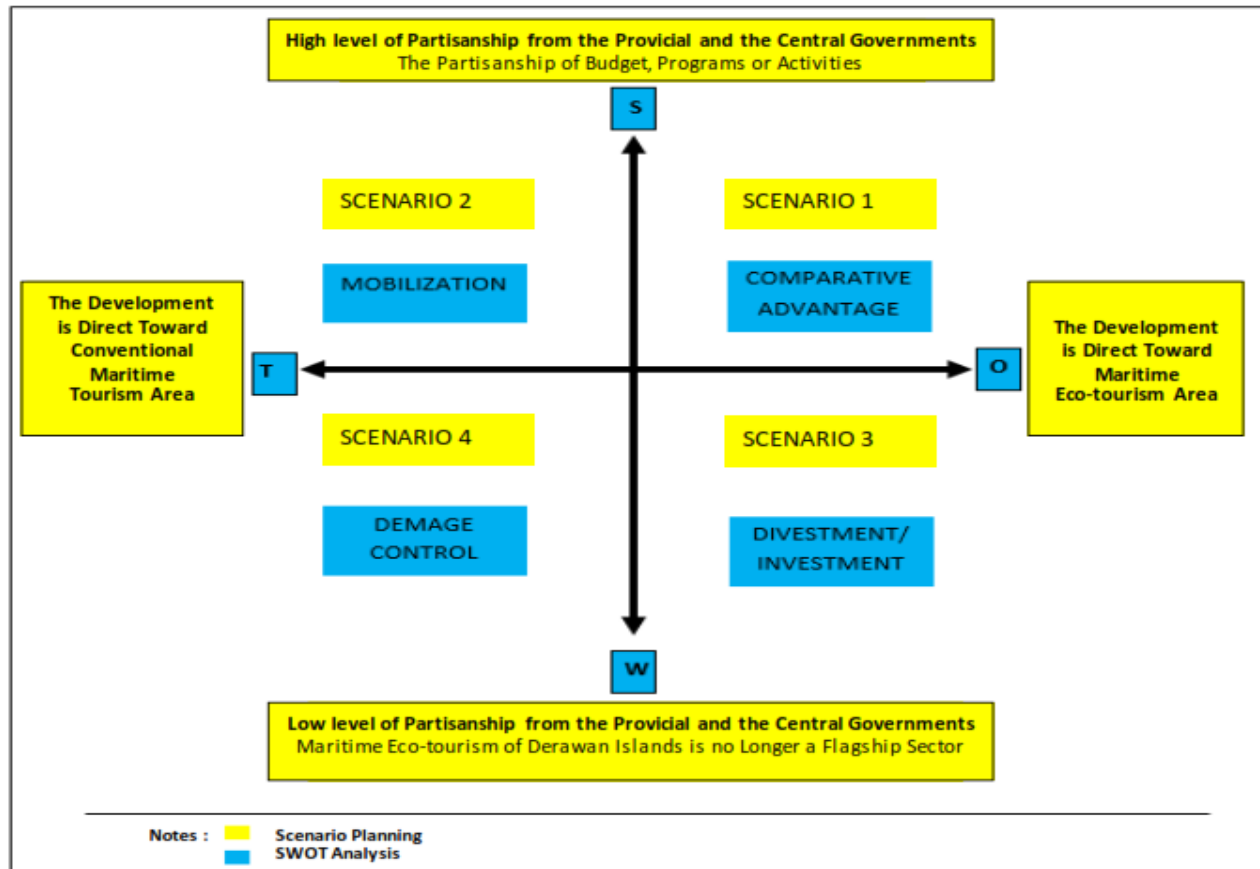 High level of Partisanship from the Provicial and the Central Governments
The Partisanship of Budget, Programs or Activities
S
SCENARIO 2
SCENARIO 1
MOBILIZATION
COMPARATIVE
ADVANTAGE
The Development
is Direct Toward
Conventional
Maritime
Tourism Area
T
O
The Development
is Direct Toward
Maritime
Eco-tourism Area
SCENARIO 4
SCENARIO 3
DEMAGE
CONTROL
DIVESTMENT/
INVESTMENT
W
Low level of Partisanship from the Provicial and the Central Governments
Maritime Eco-tourism of Derawan Islands is no Longer a Flagship Sector
Notes : Scenario Planning
SWOT Analysis